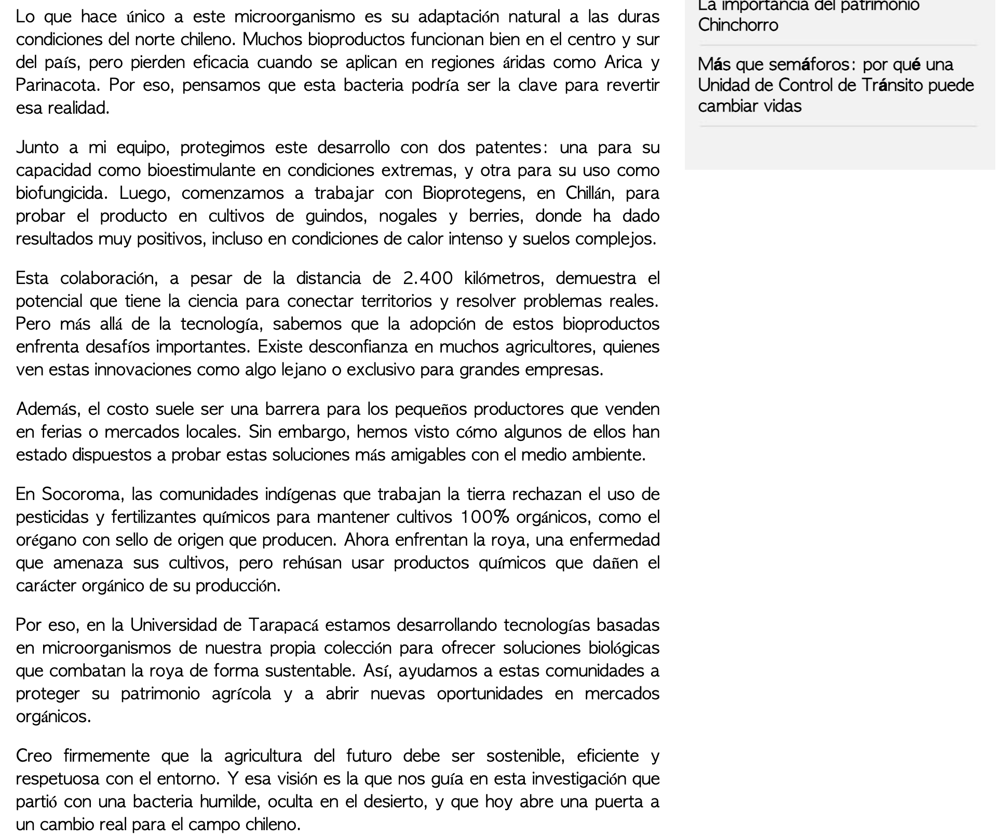 Lo que hace único a este microorganismo es su adaptación natural a las duras
condiciones del norte chileno. Muchos bioproductos funcionan bien en el centro y sur
del país, pero pierden eficacia cuando se aplican en regiones áridas como Arica y
Parinacota. Por eso, pensamos que esta bacteria podría ser la clave para revertir
esa realidad.
Junto a mi equipo, protegimos este desarrollo con dos patentes: una para su
capacidad como bioestimulante en condiciones extremas, y otra para su uso como
biofungicida. Luego, comenzamos a trabajar con Bioprotegens, en Chillán, para
probar el producto en cultivos de guindos, nogales y berries, donde ha dado
resultados muy positivos, incluso en condiciones de calor intenso y suelos complejos.
Esta colaboración, a pesar de la distancia de 2.400 kilómetros, demuestra el
potencial que tiene la ciencia para conectar territorios y resolver problemas reales.
Pero más allá de la tecnología, sabemos que la adopción de estos bioproductos
enfrenta desafíos importantes. Existe desconfianza en muchos agricultores, quienes
ven estas innovaciones como algo lejano o exclusivo para grandes empresas.
Además, el costo suele ser una barrera para los pequeños productores que venden
en ferias o mercados locales. Sin embargo, hemos visto cómo algunos de ellos han
estado dispuestos a probar estas soluciones más amigables con el medio ambiente.
En Socoroma, las comunidades indígenas que trabajan la tierra rechazan el uso de
pesticidas y fertilizantes químicos para mantener cultivos 100% orgánicos, como el
orégano con sello de origen que producen. Ahora enfrentan la roya, una enfermedad
que amenaza sus cultivos, pero rehúsan usar productos químicos que dañen el
carácter orgánico de su producción.
Por eso, en la Universidad de Tarapacá estamos desarrollando tecnologías basadas
en microorganismos de nuestra propia colección para ofrecer soluciones biológicas
que combatan la roya de forma sustentable. Así, ayudamos a estas comunidades a
proteger su patrimonio agrícola y a abrir nuevas oportunidades en mercados
orgánicos.
Creo firmemente que la agricultura del futuro debe ser sostenible, eficiente y
respetuosa con el entorno. Y esa visión es la que nos guía en esta investigación que
partió con una bacteria humilde, oculta en el desierto, y que hoy abre una puerta a
un cambio real para el campo chileno.
La importancia del patrimonio
Chinchorro
Más que semáforos: por qué una
Unidad de Control de Tránsito puede
cambiar vidas